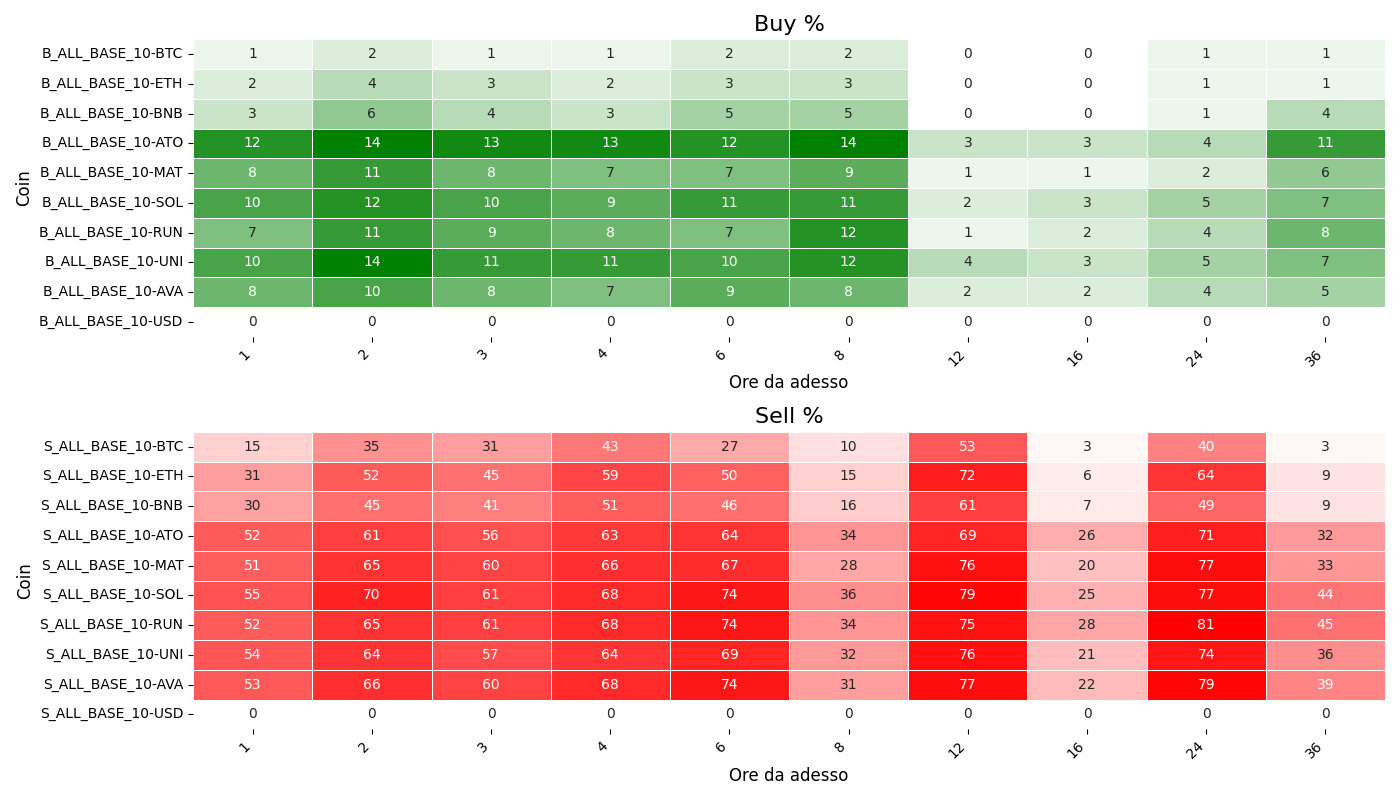 Buy %
Coin
B_ALL_BASE_10-BTC 1 2 1 1 2 2 0 0 1 1
B_ALL_BASE_10-ETH 2 4 3 2 3 3 0 0 1 1
B_ALL_BASE_10-BNB 3 6 4 3 5 5 0 0 1 4
B_ALL_BASE_10-ATO 12 14 13 13 12 14 3 3 4 11
B_ALL_BASE_10-MAT 8 11 8 7 7 9 1 1 2 6
B_ALL_BASE_10-SOL 10 12 10 9 11 11 2 3 5 7
B_ALL_BASE_10-RUN 7 11 9 8 7 12 1 2 4 8
B_ALL_BASE_10-UNI 10 14 11 11 10 12 4 3 5 7
B_ALL_BASE_10-AVA 8 10 8 7 9 8 2 2 4 5
B_ALL_BASE_10-USD 0 0 0 0 0 0 0 0 0 0
1 2 3 4 6 8 12 16 24 36
Ore da adesso
Sell %
Coin
S_ALL_BASE_10-BTC 15 35 31 43 27 10 53 3 40 3
S_ALL_BASE_10-ETH 31 52 45 59 50 15 72 6 64 9
S_ALL_BASE_10-BNB 30 45 41 51 46 16 61 7 49 9
S_ALL_BASE_10-ATO 52 61 56 63 64 34 69 26 71 32
S_ALL_BASE_10-MAT 51 65 60 66 67 28 76 20 77 33
S_ALL_BASE_10-SOL 55 70 61 68 74 36 79 25 77 44
S_ALL_BASE_10-RUN 52 65 61 68 74 34 75 28 81 45
S_ALL_BASE_10-UNI 54 64 57 64 69 32 76 21 74 36
S_ALL_BASE_10-AVA 53 66 60 68 74 31 77 22 79 39
S_ALL_BASE_10-USD 0 0 0 0 0 0 0 0 0 0
1 2 3 4 6 8 12 16 24 36
Ore da adesso